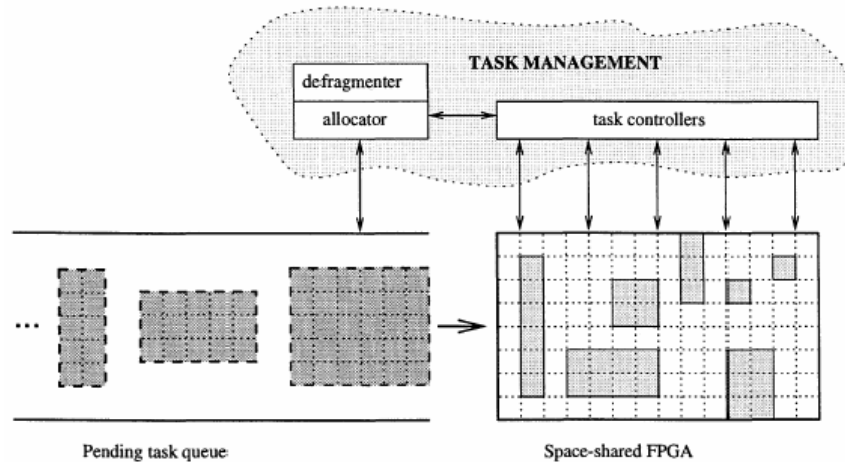 TASK MANAGEMENT
defragmenter
allocator
task controllers
...
Pending task queue
Space-shared FPGA